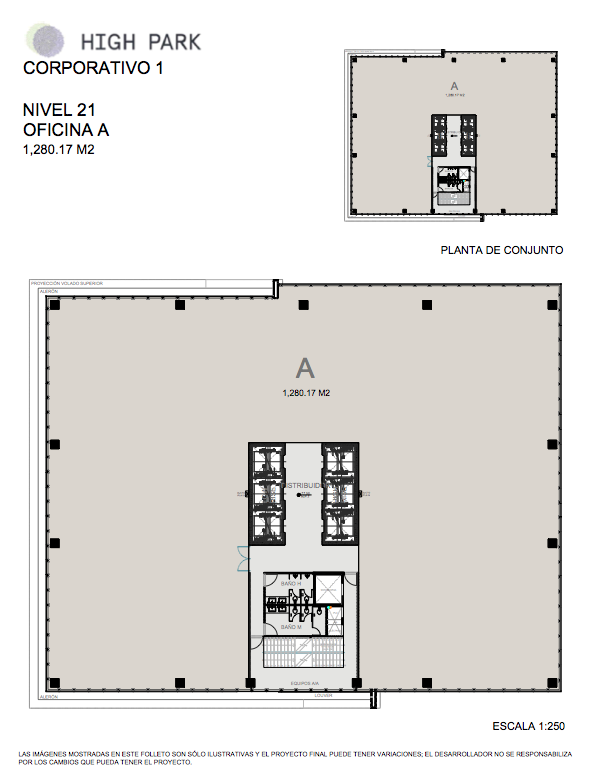 HIGH PARK
CORPORATIVO 1
NIVEL 21
OFICINA A
1,280.17 M2
A
1,280.17 M2
PLANTA DE CONJUNTO
PROYECCIÓN VOLADO SUPERIOR
ALERÓN
A
1,280.17 M2
DISTRIBUIDOR
BAÑO H
BAÑO M
EQUIPOS A/A
ALERÓN
LOUVER
ESCALA 1:250
LAS IMÁGENES MOSTRADAS EN ESTE FOLLETO SON SÓLO ILUSTRATIVAS Y EL PROYECTO FINAL PUEDE TENER VARIACIONES; EL DESARROLLADOR NO SE RESPONSABILIZA
POR LOS CAMBIOS QUE PUEDA TENER EL PROYECTO.